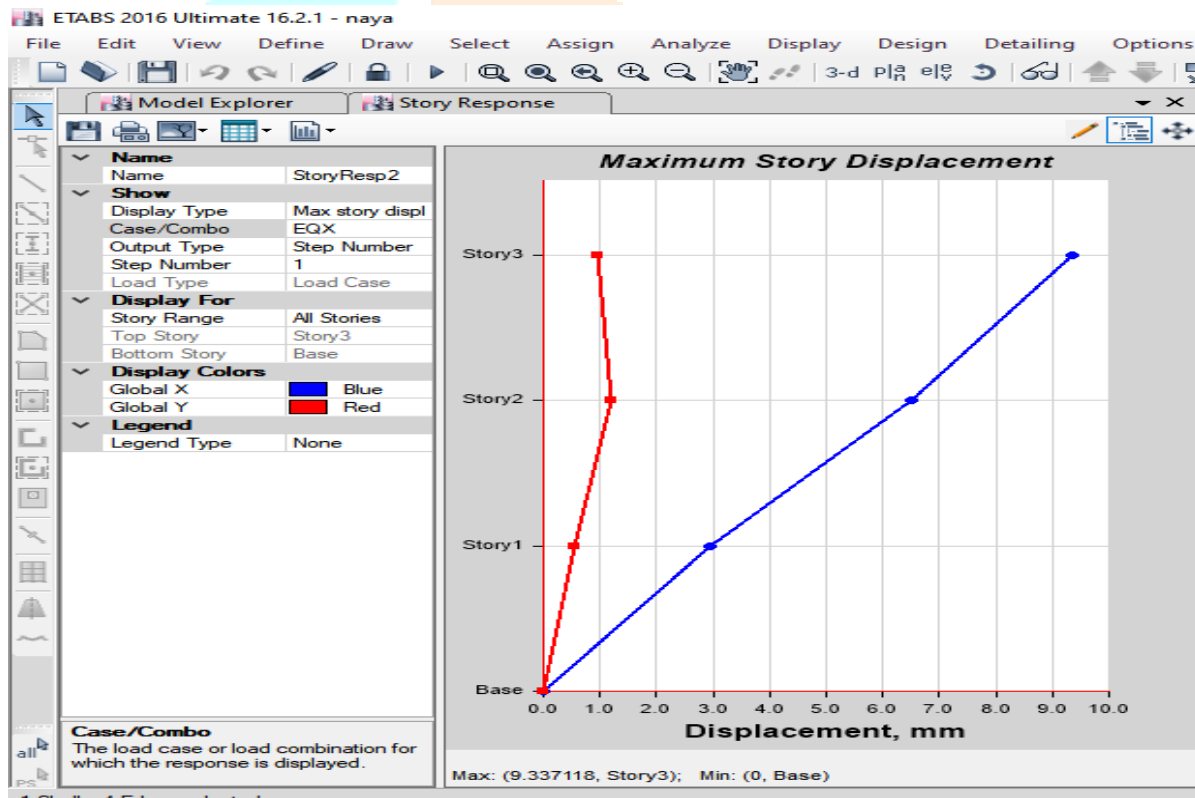 ETABS 2016 Ultimate 16.2.1 - naya
File Edit View Define Draw Select Assign Analyze Display Design Detailing Options
3-d
Model Explorer Story Response
Name
Name StoryResp2
Show
Display Type Max story displ
Case/Combo EQX
Output Type Step Number
Step Number 1
Load Type Load Case
Display For
Story Range All Stories
Top Story Story3
Bottom Story Base
Display Colors
Global X Blue
Global Y Red
Legend
Legend Type None
Case/Combo
The load case or load combination for
which the response is displayed.
all
PS
Maximum Story Displacement
Story3
Story2
Story1
Base
0.0 1.0 2.0 3.0 4.0 5.0 6.0 7.0 8.0 9.0 10.0
Displacement, mm
Max: (9.337118, Story3); Min: (0, Base)